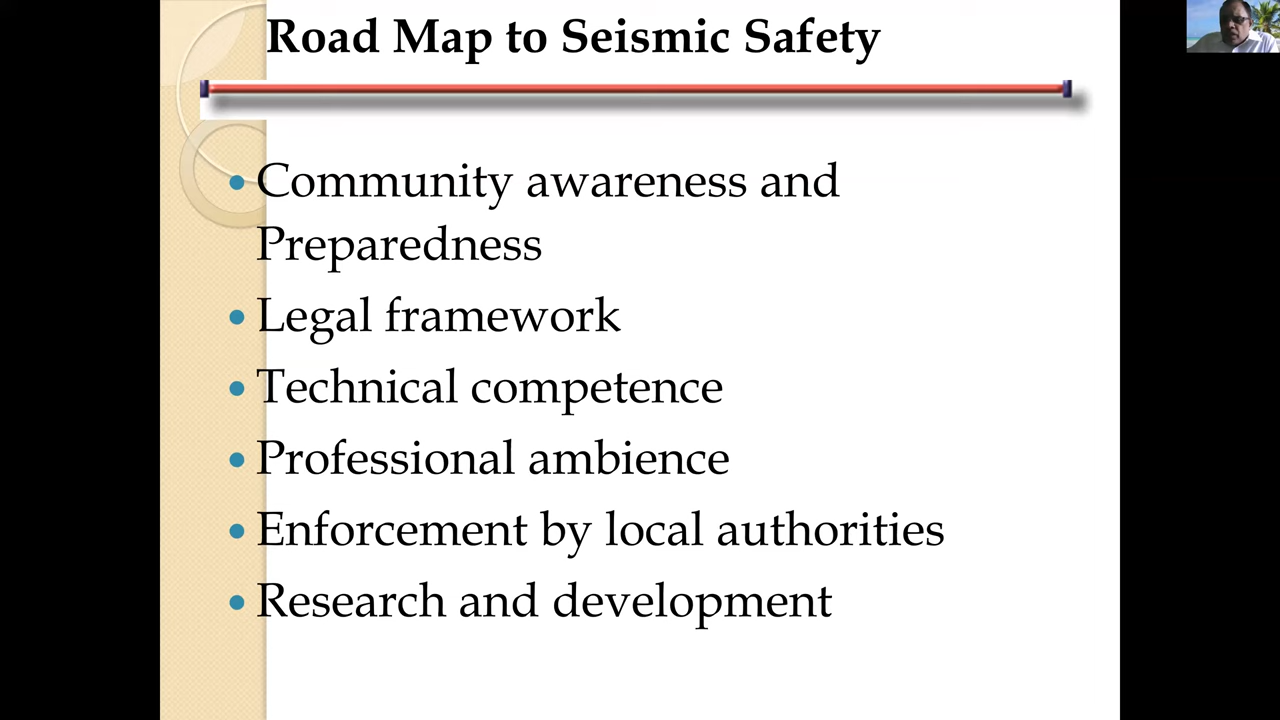 Road Map to Seismic Safety
• Community awareness and
Preparedness
• Legal framework
• Technical competence
• Professional ambience
• Enforcement by local authorities
• Research and development